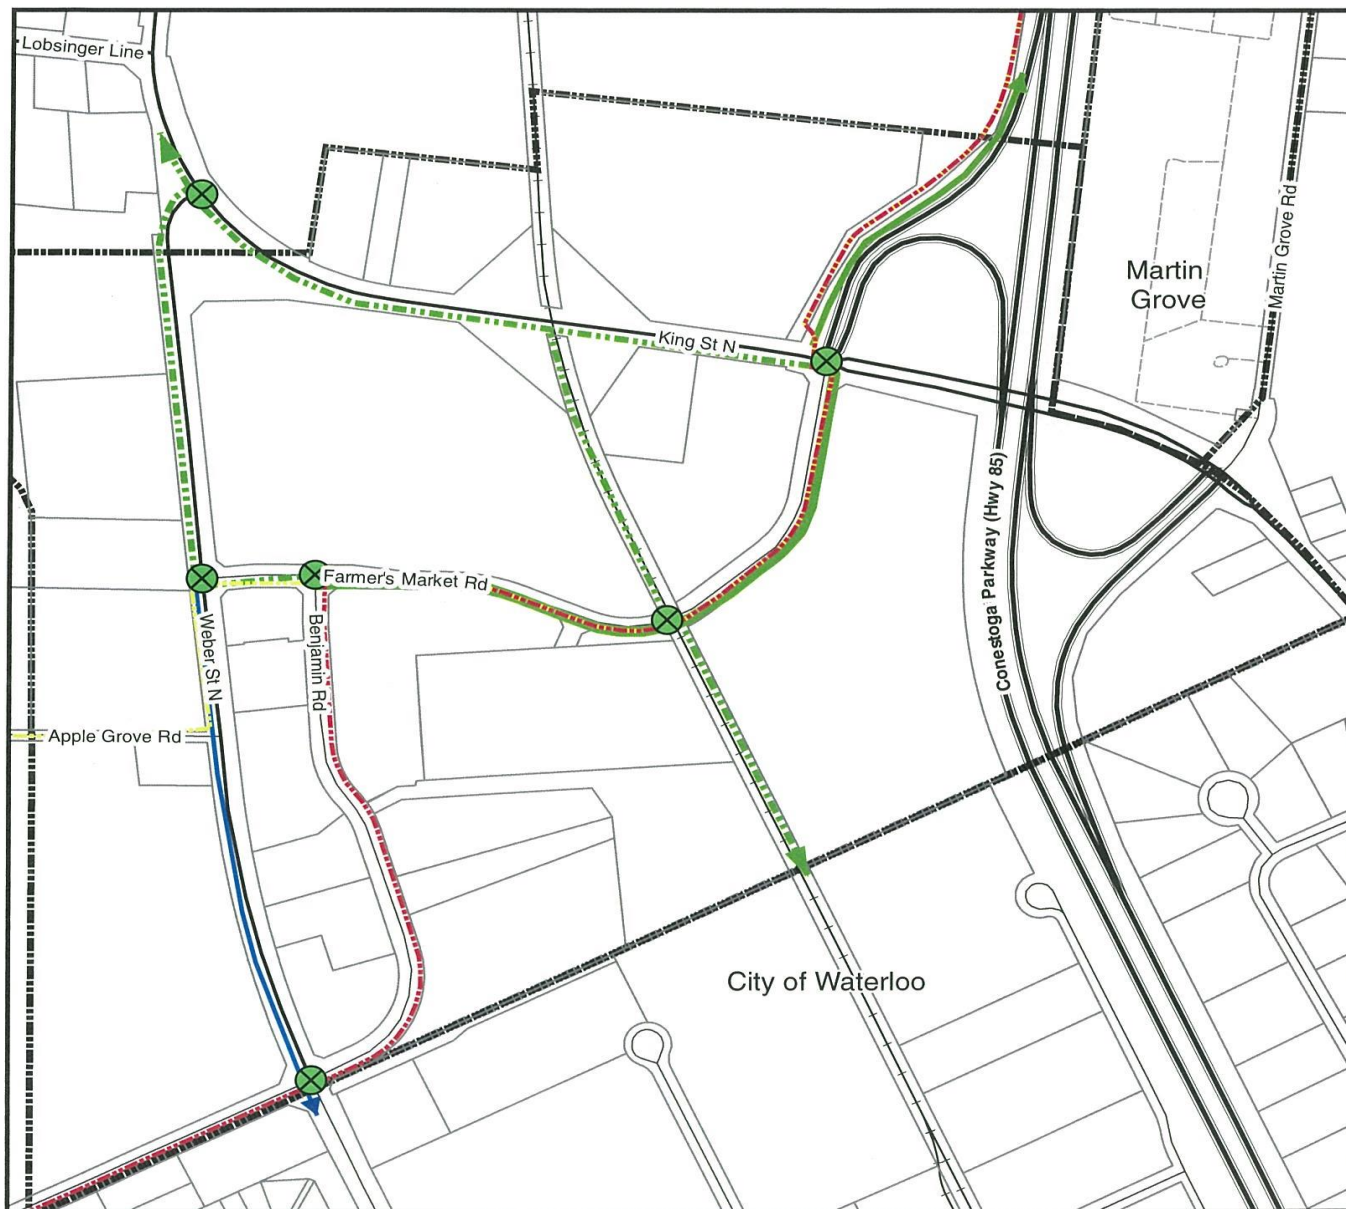 Lobsinger Line
Martin
Grove
Martin Grove Rd
King St N
Conestoga Parkway (Hwy 85)
Farmer's Market Rd
Weber St N
Benjamin Rd
Apple Grove Rd
City of Waterloo